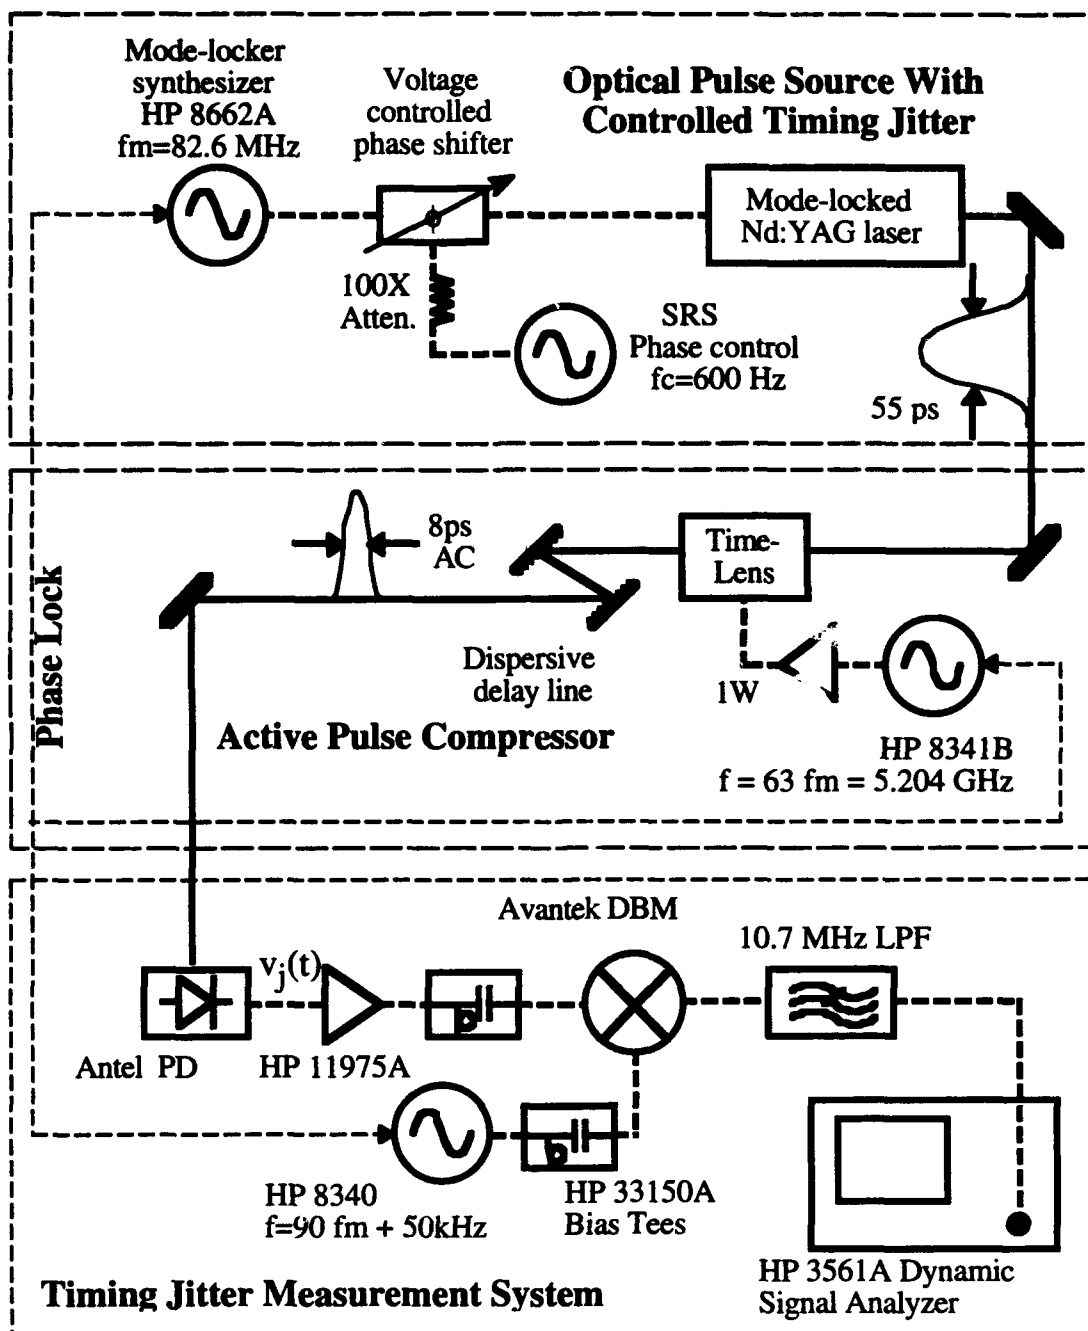 Mode-locker
synthesizer
HP 8662A
fm=82.6 MHz
Voltage
controlled
phase shifter
Optical Pulse Source With
Controlled Timing Jitter
Mode-locked
Nd:YAG laser
100X
Atten.
SRS
Phase control
fc=600 Hz
55 ps
8ps
AC
Time-
Lens
Dispersive
delay line
1W
Phase Lock
Active Pulse Compressor
HP 8341B
f = 63 fm = 5.204 GHz
Avantek DBM
10.7 MHz LPF
vj(t)
Antel PD
HP 11975A
HP 8340
f=90 fm + 50kHz
HP 33150A
Bias Tees
HP 3561A Dynamic
Signal Analyzer
Timing Jitter Measurement System